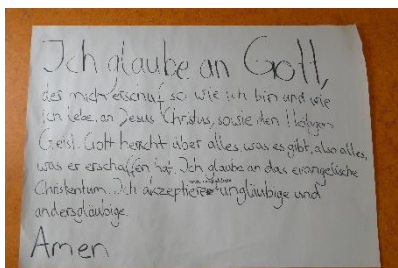 Ich glaube an Gott,
der mich erschuf so wie ich bin und wie
ich lebe, an Jesus Christus, sowie den Heiligen
Geist. Gott herrscht über alles, was es gibt, also alles,
was er erschaffen hat. Ich glaube an das evangelische
Christentum. Ich akzeptiere ungläubige und
andersgläubige.
Amen